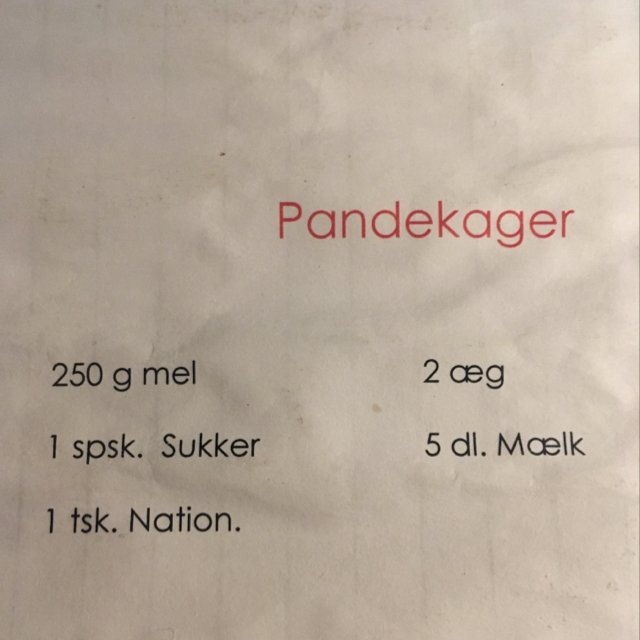 Pandekager
250 g mel
2 æg
1 spsk. Sukker
5 dl. Mælk
1 tsk. Nation.